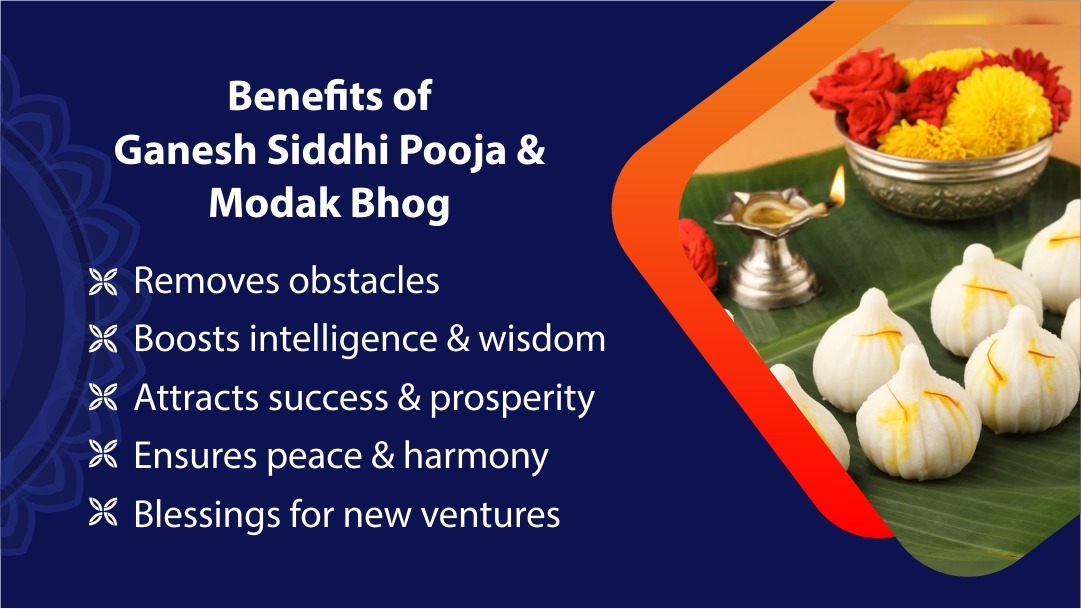 Benefits of
Ganesh Siddhi Pooja &
Modak Bhog
Removes obstacles
Boosts intelligence & wisdom
Attracts success & prosperity
Ensures peace & harmony
Blessings for new ventures